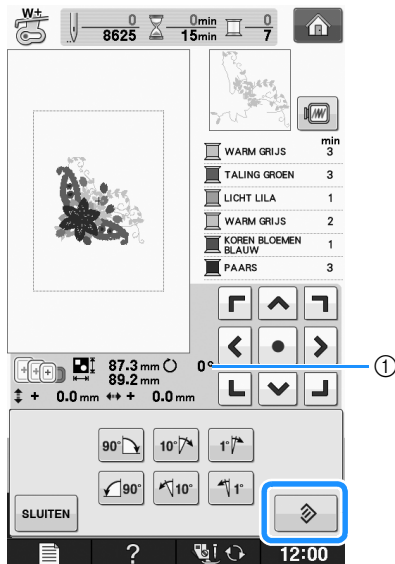 W+
0
8625
0min
15min
0
7
min
WARM GRIJS 3
TALING GROEN 3
LICHT LILA 1
WARM GRIJS 2
KOREN BLOEMEN
BLAUW 1
PAARS 3
87.3 mm 0°
89.2 mm
+ 0.0 mm + 0.0 mm
①
90° 10° 1°
90° 10° 1°
SLUITEN
? 12:00